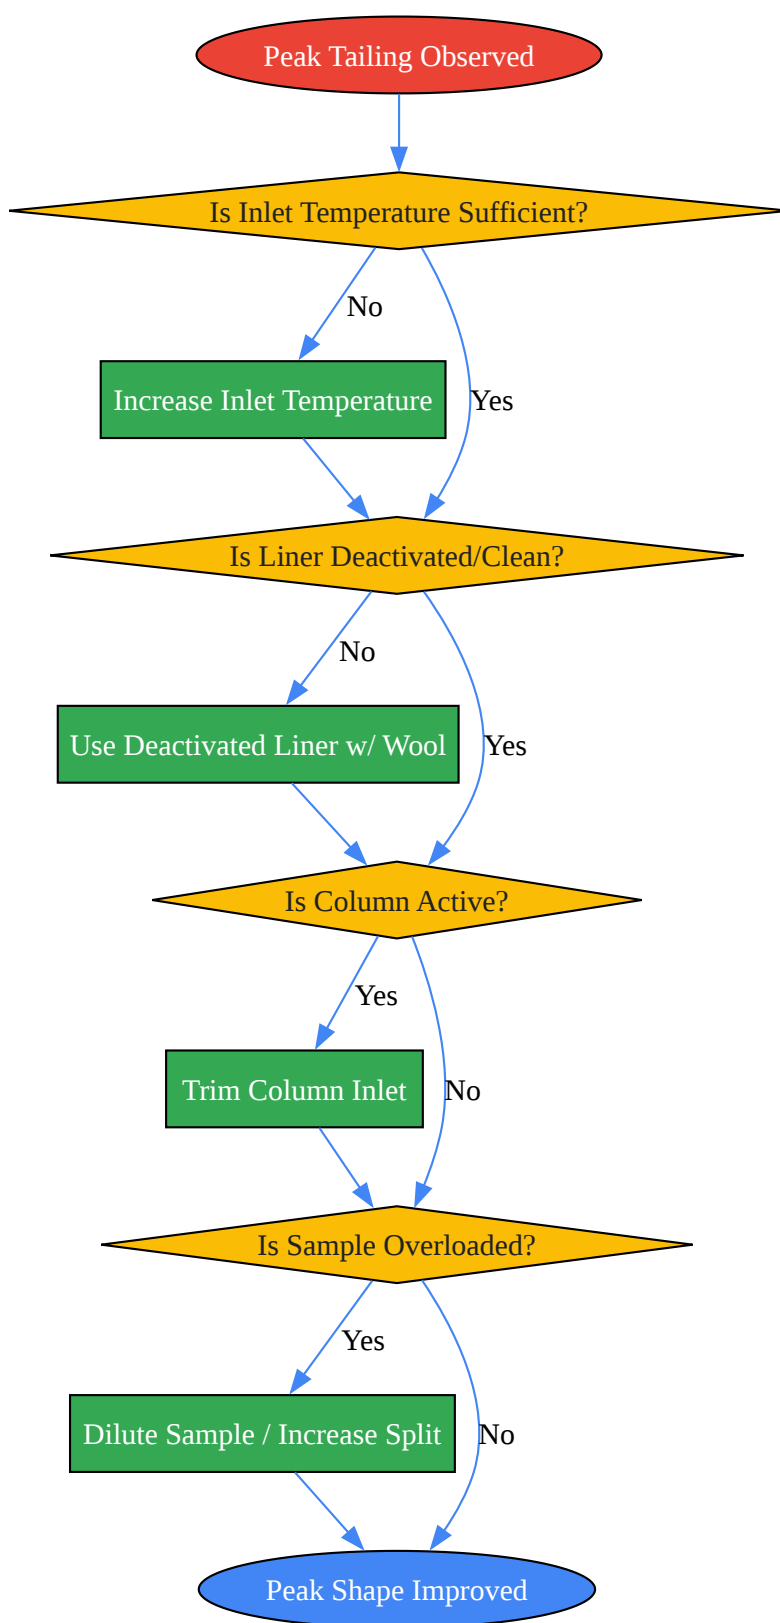 Peak Tailing Observed
Is Inlet Temperature Sufficient?
No
Increase Inlet Temperature
Yes
Is Liner Deactivated/Clean?
No
Use Deactivated Liner w/ Wool
Yes
Is Column Active?
Yes
Trim Column Inlet
No
Is Sample Overloaded?
Yes
Dilute Sample / Increase Split
No
Peak Shape Improved